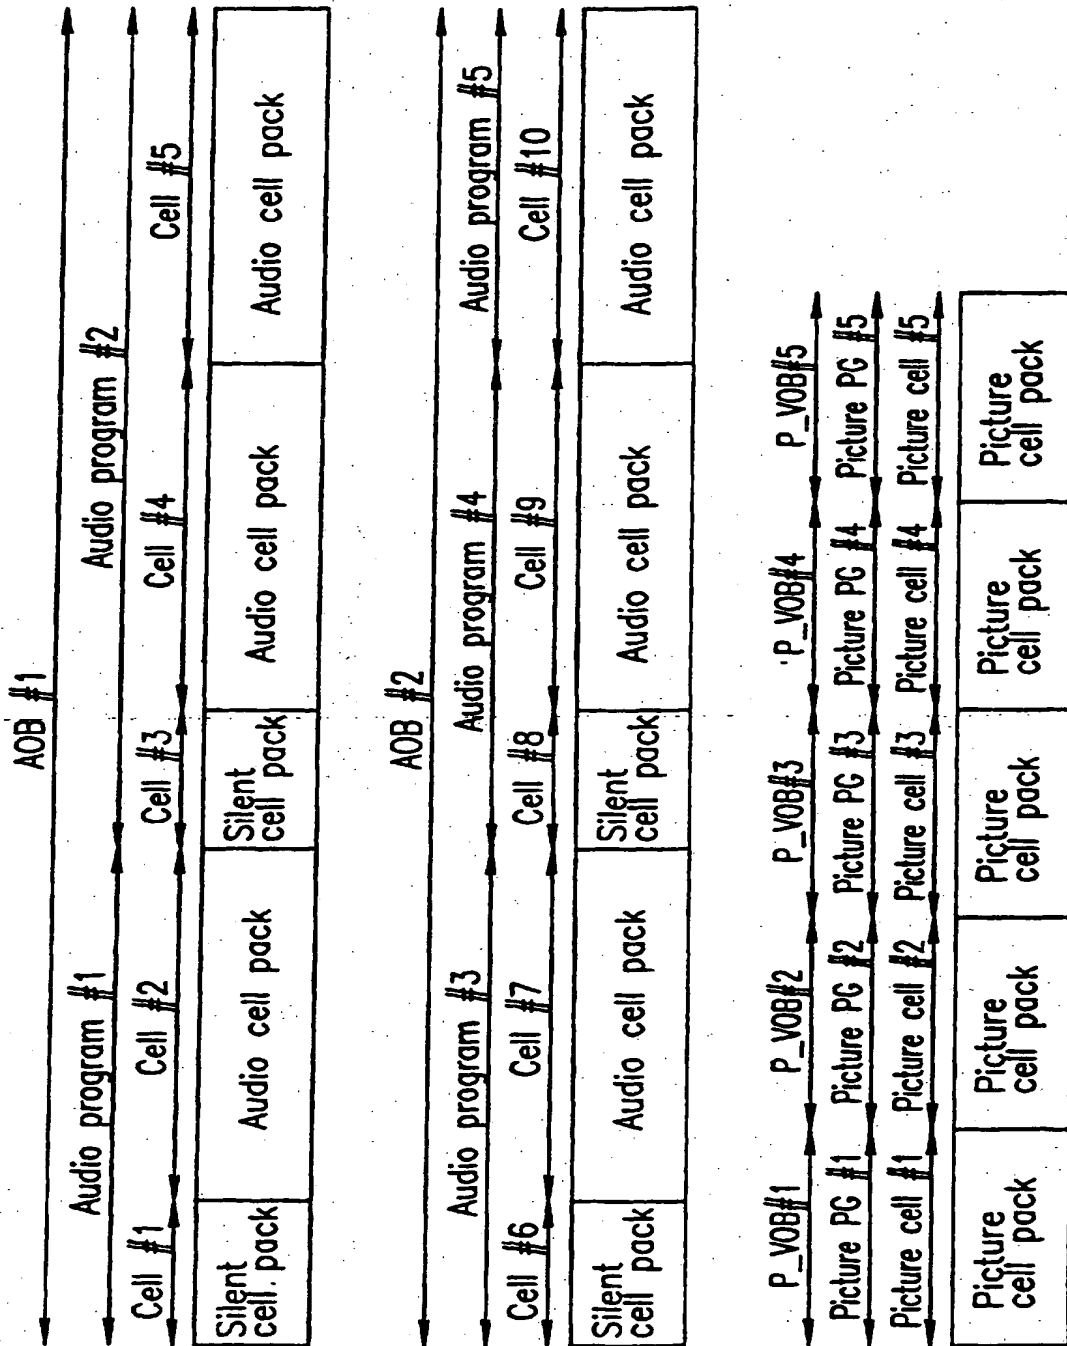 AOB #1
Audio program #1
Audio program #2
Cell #1
Cell #2
Cell #3
Cell #4
Cell #5
Silent
cell. pack
Audio cell pack
Silent
cell pack
Audio cell pack
Audio cell pack
AOB #2
Audio program #3
Audio program #4
Audio program #5
Cell #6
Cell #7
Cell #8
Cell #9
Cell #10
Silent
cell pack
Audio cell pack
Silent
cell pack
Audio cell pack
Audio cell pack
P_VOB#1
P_VOB#2
P_VOB#3
P_VOB#4
P_VOB#5
Picture PG #1
Picture PG #2
Picture PG #3
Picture PG #4
Picture PG #5
Picture cell #1
Picture cell #2
Picture cell #3
Picture cell #4
Picture cell #5
Picture
cell pack
Picture
cell pack
Picture
cell pack
Picture
cell pack
Picture
cell pack